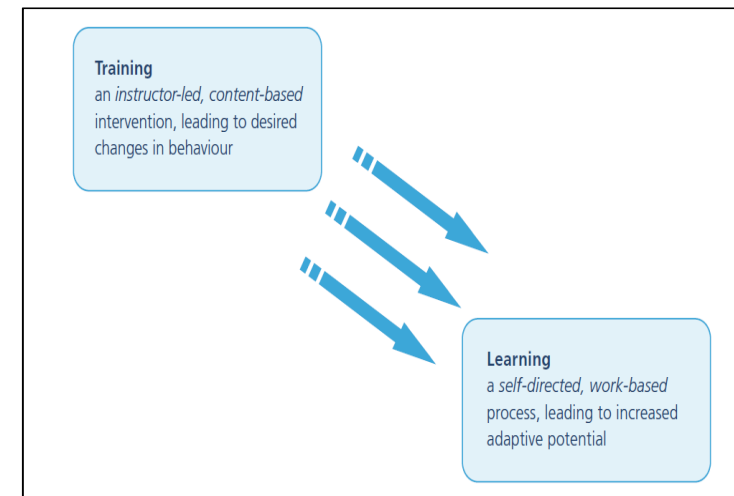 Training
an instructor-led, content-based
intervention, leading to desired
changes in behaviour
Learning
a self-directed, work-based
process, leading to increased
adaptive potential